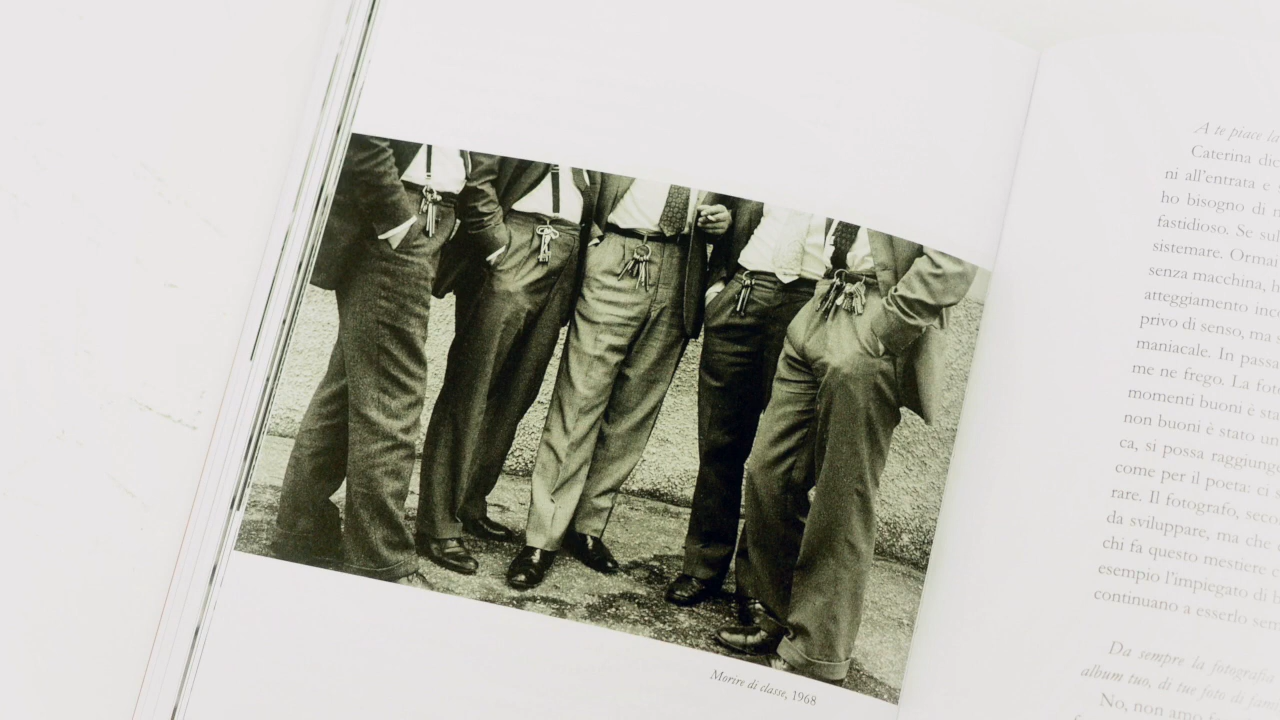 Morire di classe, 1968
A te piace la
Caterina dic
ni all'entrata e
ho bisogno di
fastidioso. Se sul
sistemare. Ormai
senza macchina, h
atteggiamento inc
privo di senso, ma s
maniacale. In passa
me ne frego. La fot
momenti buoni è sta
non buoni è stato un
ca, si possa raggiung
come per il poeta: ci
rare. Il fotografo, seco
da sviluppare, ma che
chi fa questo mestiere
esempio l'impiegato di b
continuano a esserlo sem
Da sempre la fotografia
album tuo, di tue foto di fam
No, non amo